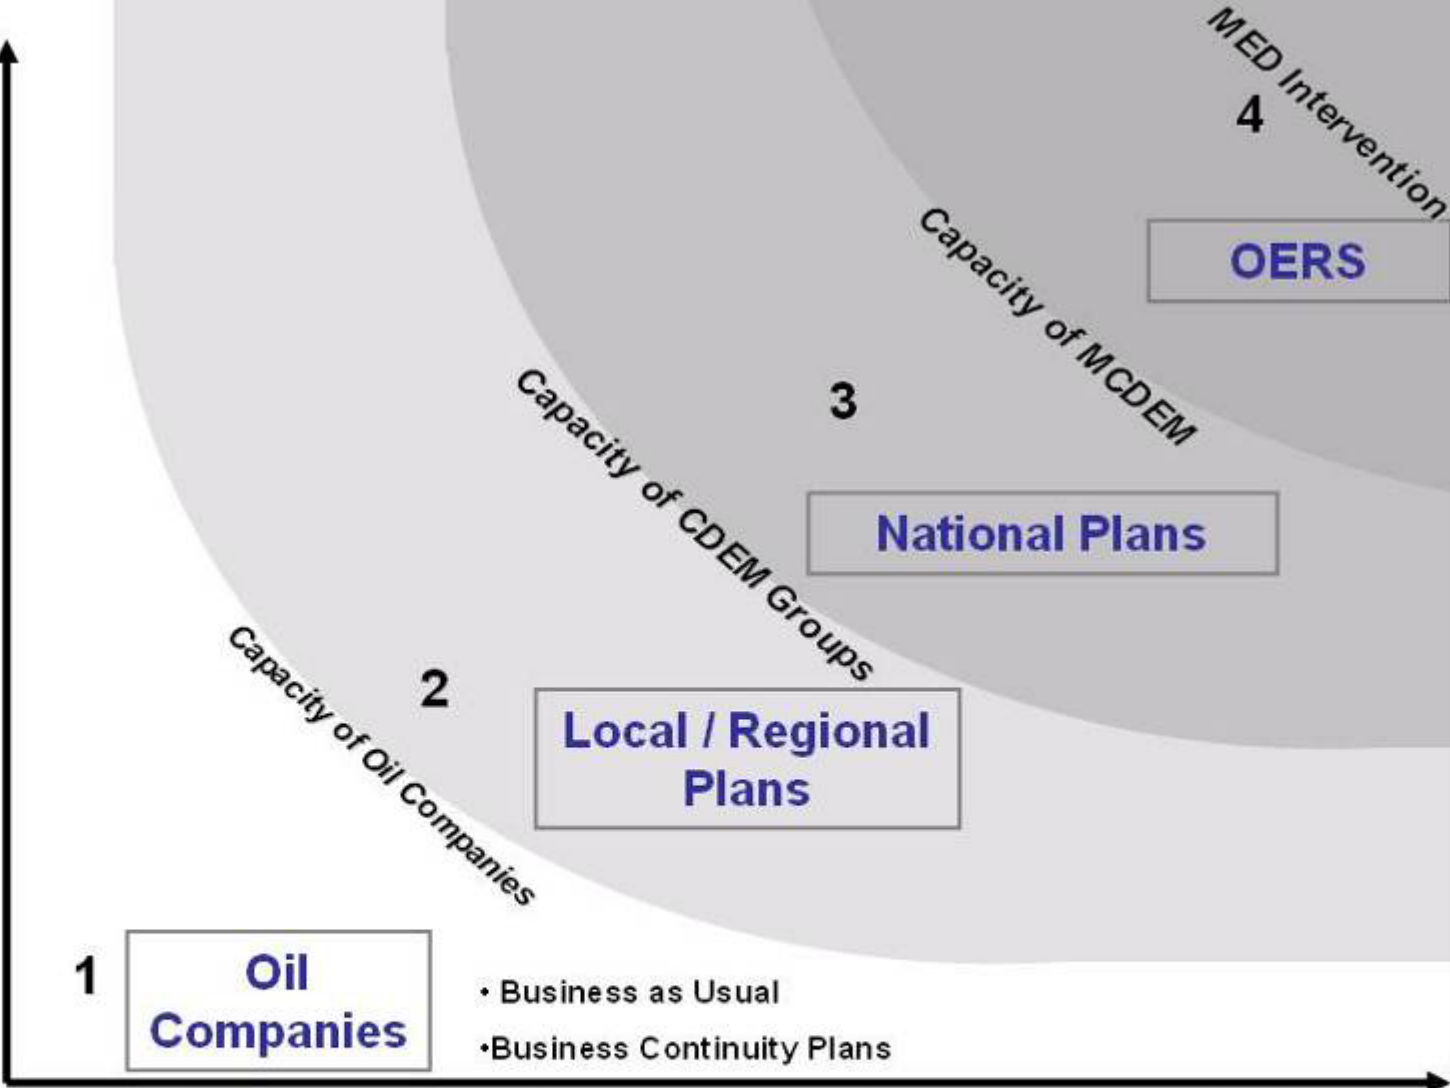 MED Intervention
4
OERS
Capacity of MCDEM
3
National Plans
Capacity of CDEM Groups
2
Local / Regional
Plans
Capacity of Oil Companies
1
Oil
Companies
• Business as Usual
•Business Continuity Plans